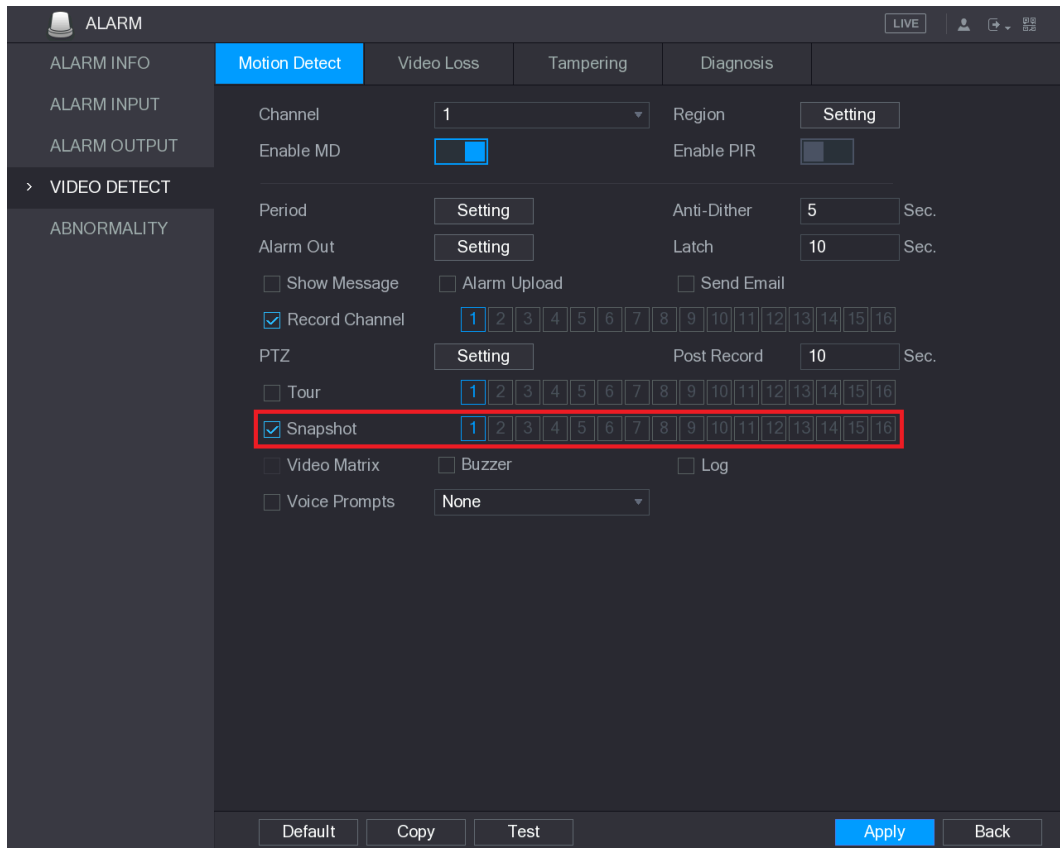 ALARM LIVE
ALARM INFO
ALARM INPUT
ALARM OUTPUT
> VIDEO DETECT
ABNORMALITY
Motion Detect Video Loss Tampering Diagnosis
Channel 1 Region Setting
Enable MD Enable PIR
Period Setting Anti-Dither 5 Sec.
Alarm Out Setting Latch 10 Sec.
Show Message Alarm Upload Send Email
Record Channel 1 2 3 4 5 6 7 8 9 10 11 12 13 14 15 16
PTZ Setting Post Record 10 Sec.
Tour 1 2 3 4 5 6 7 8 9 10 11 12 13 14 15 16
Snapshot 1 2 3 4 5 6 7 8 9 10 11 12 13 14 15 16
Video Matrix Buzzer Log
Voice Prompts None
Default Copy Test Apply Back